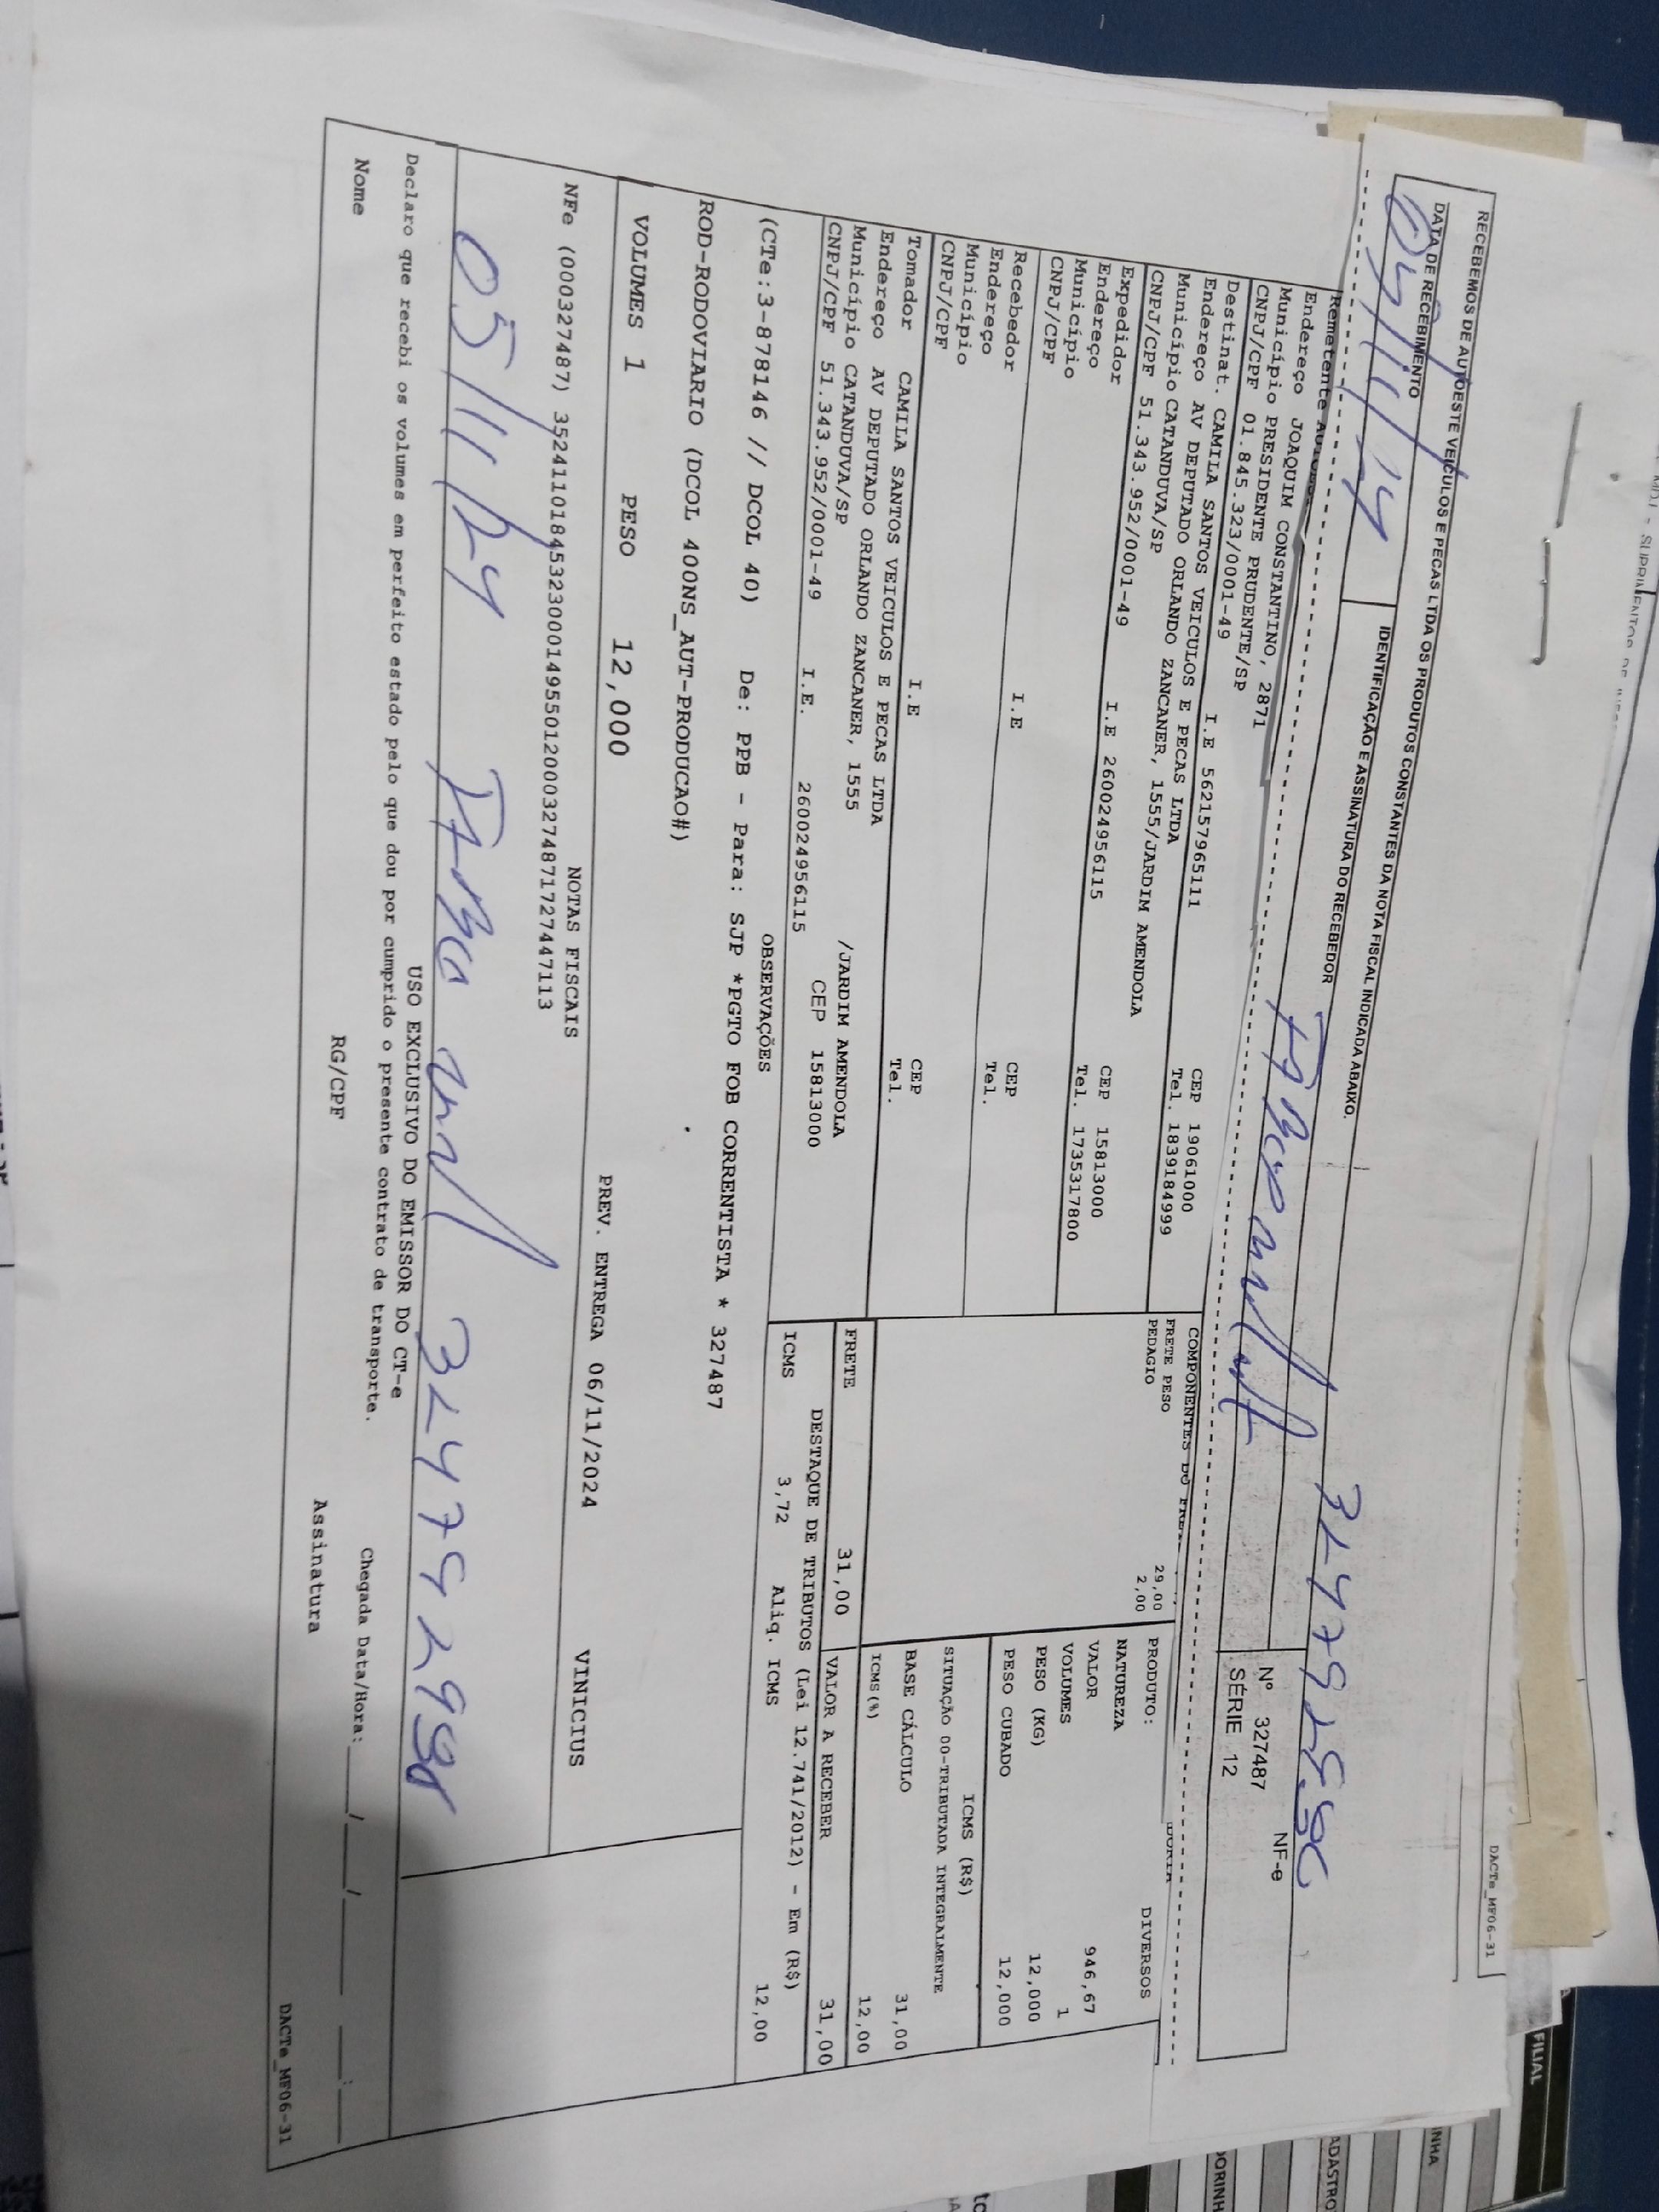 DACTe_MF06-31
RECEBEMOS DE AUTOESTE VEÍCULOS E PECAS LTDA OS PRODUTOS CONSTANTES DA NOTA FISCAL INDICADA ABAIXO.
DATA DE RECEBIMENTO
IDENTIFICAÇÃO E ASSINATURA DO RECEBEDOR
NF-e
Nº 327487
SÉRIE 12
Remetente
Endereço JOAQUIM CONSTANTINO, 2871
Município PRESIDENTE PRUDENTE/SP
CEP 19061000
CNPJ/CPF 01.845.323/0001-49
I.E 562157965111
Tel. 1839184999
Destinat. CAMILA SANTOS VEICULOS E PECAS LTDA
Endereço AV DEPUTADO ORLANDO ZANCANER, 1555/JARDIM AMENDOLA
Município CATANDUVA/SP
CEP 15813000
CNPJ/CPF 51.343.952/0001-49
I.E 260024956115
Tel. 1735317800
Expedidor
Endereço
Município
CEP
CNPJ/CPF
I.E
Tel.
Recebedor
Endereço
Município
CEP
CNPJ/CPF
I.E
Tel.
Tomador CAMILA SANTOS VEICULOS E PECAS LTDA
Endereço AV DEPUTADO ORLANDO ZANCANER, 1555 /JARDIM AMENDOLA
Município CATANDUVA/SP
CEP 15813000
CNPJ/CPF 51.343.952/0001-49
I.E. 260024956115
COMPONENTES DO
FRETE PESO 29,00
PEDAGIO 2,00
FRETE 31,00
PRODUTO: DIVERSOS
NATUREZA
VALOR 946,67
VOLUMES 1
PESO (KG) 12,000
PESO CUBADO 12,000
ICMS (R$)
SITUAÇÃO 00-TRIBUTADA INTEGRALMENTE
BASE CÁLCULO 31,00
ICMS(%) 12,00
VALOR A RECEBER 31,00
DESTAQUE DE TRIBUTOS (Lei 12.741/2012) - Em (R$)
ICMS 3,72 Aliq. ICMS 12,00
OBSERVAÇÕES
(CTe:3-878146 // DCOL 40) De: PPB - Para: SJP *PGTO FOB CORRENTISTA * 327487
ROD-RODOVIARIO (DCOL 400NS_AUT-PRODUCAO#)
VOLUMES 1 PESO 12,000 PREV. ENTREGA 06/11/2024 VINICIUS
NOTAS FISCAIS
NFe (000327487) 35241101845323000149550120003274871727447113
05/11/24
USO EXCLUSIVO DO EMISSOR DO CT-e
Declaro que recebi os volumes em perfeito estado pelo que dou por cumprido o presente contrato de transporte.
Chegada Data/Hora:___/___/___ ___:___
Nome RG/CPF Assinatura
DACTe_MF06-31
FILIAL